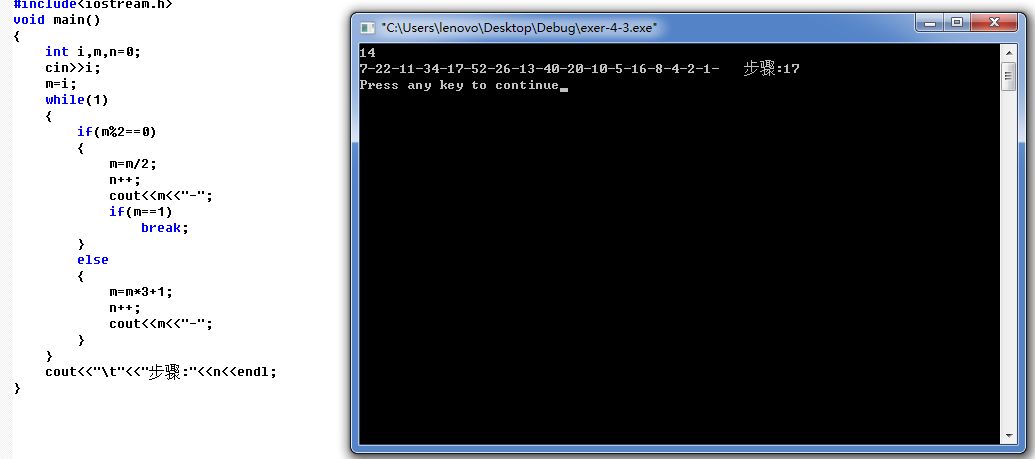 #include<iostream.h>
void main()
{
int i,m,n=0;
cin>>i;
m=i;
while(1)
{
if(m%2==0)
{
m=m/2;
n++;
cout<<m<<"-";
if(m==1)
break;
}
else
{
m=m*3+1;
n++;
cout<<m<<"-";
}
}
cout<<"\t"<<"步骤:"<<n<<endl;
}
"C:\Users\lenovo\Desktop\Debug\exer-4-3.exe"
14
7-22-11-34-17-52-26-13-40-20-10-5-16-8-4-2-1- 步骤:17
Press any key to continue